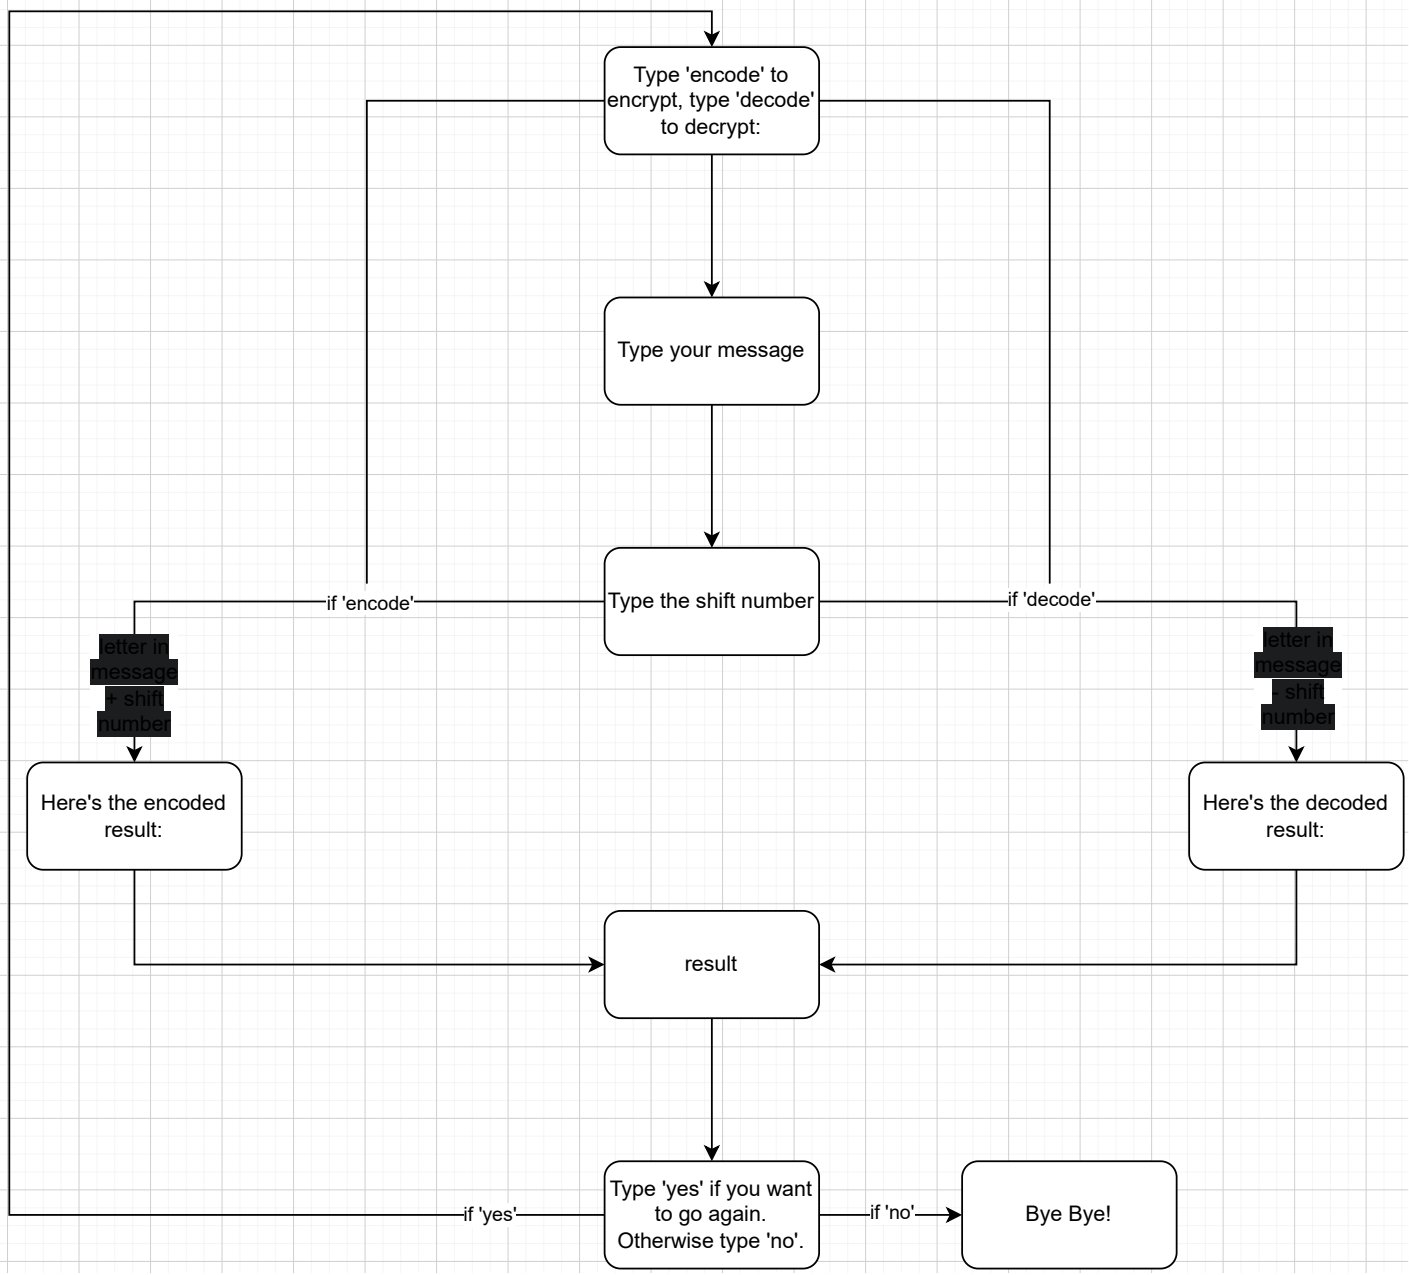 Type 'encode' to
encrypt, type 'decode'
to decrypt:
Type your message
Type the shift number
if 'encode'
if 'decode'
letter in
message
+ shift
number
letter in
message
- shift
number
Here's the encoded
result:
Here's the decoded
result:
result
Type 'yes' if you want
to go again.
Otherwise type 'no'.
if 'yes'
if 'no'
Bye Bye!